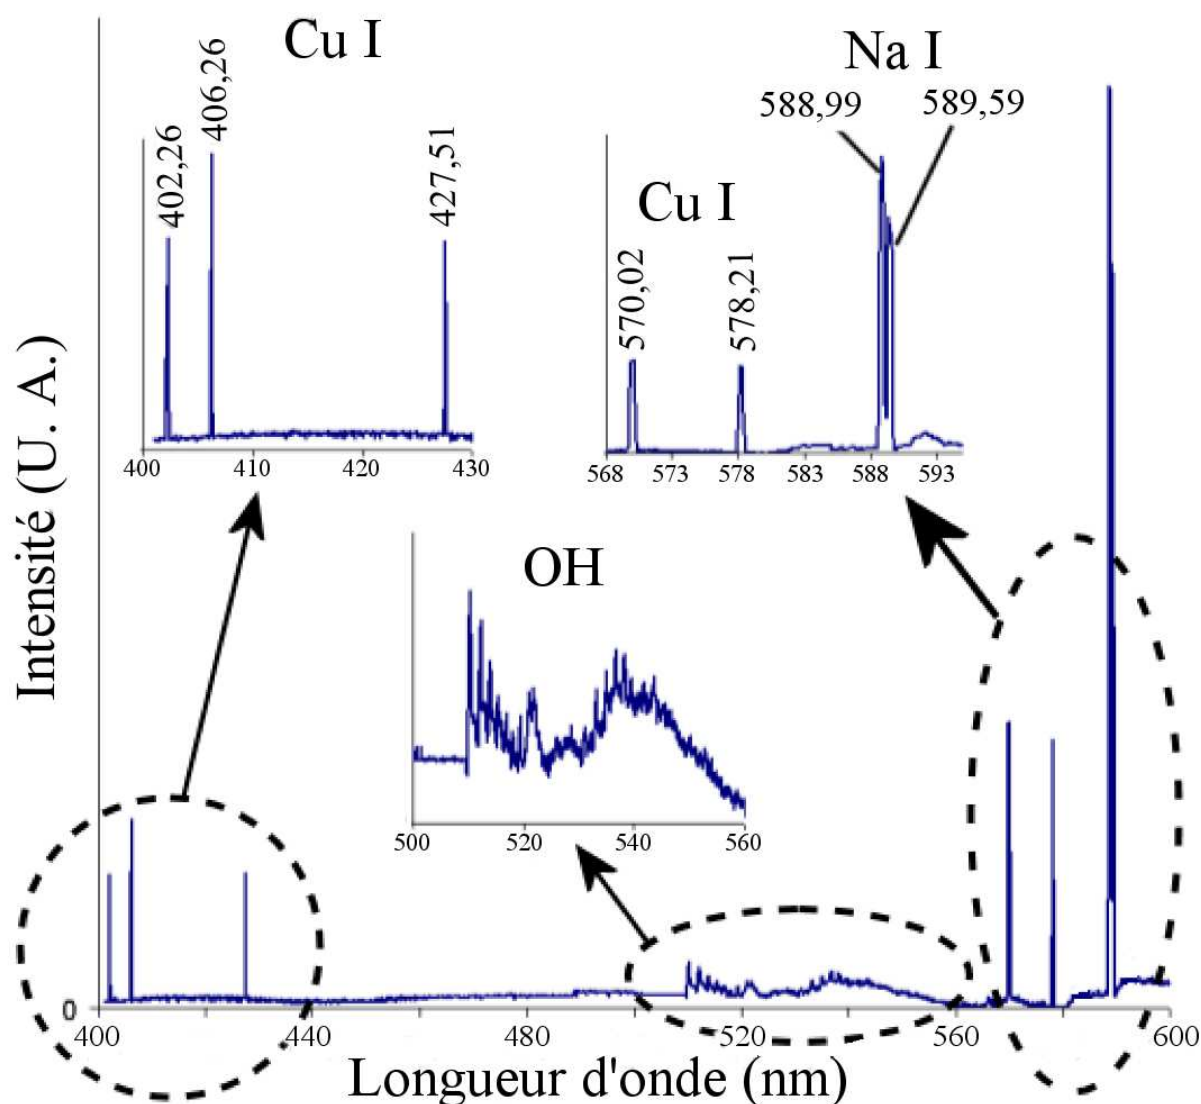 Cu I
402,26
406,26
427,51
400 410 420 430
Na I
588,99
589,59
Cu I
570,02
578,21
568 573 578 583 588 593
OH
500 520 540 560
Intensité (U. A.)
0
400 440 480 520 560 600
Longueur d'onde (nm)